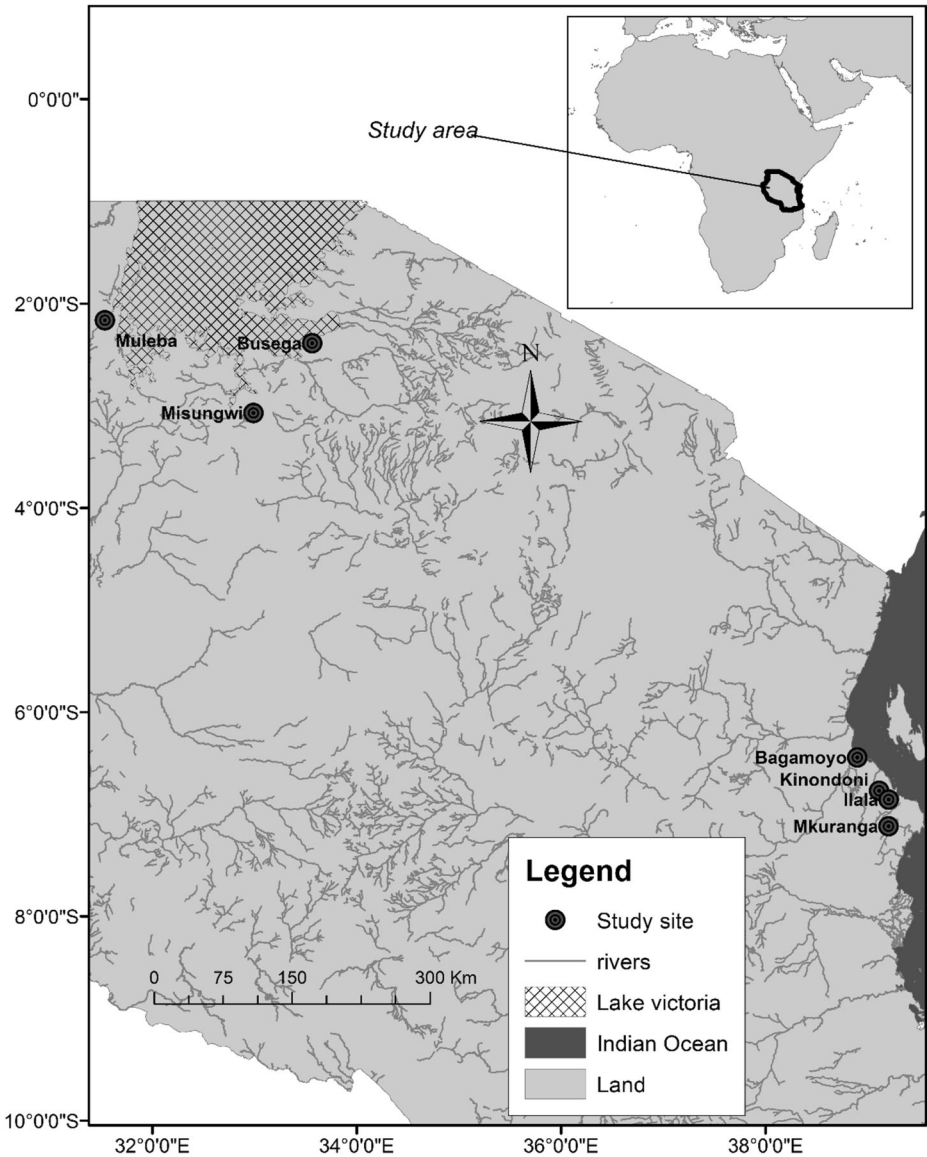 0°0'0"
Study area
2°0'0"S
Muleba
Busega
N
Misungwi
4°0'0"S
6°0'0"S
Bagamoyo
Kinondoni
Ilala
Mkuranga
8°0'0"S
10°0'0"S
Legend
Study site
rivers
Lake victoria
Indian Ocean
Land
0 75 150 300 Km
32°0'0"E 34°0'0"E 36°0'0"E 38°0'0"E